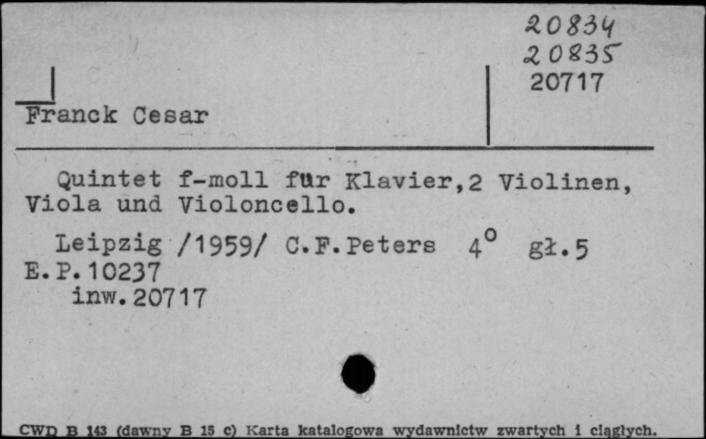 20834
20835
20717
Franck Cesar
Quintet f-moll für Klavier,2 Violinen,
Viola und Violoncello.
Leipzig /1959/ C.F.Peters 4° gł.5
E.P.10237
inw.20717
CWD B 143 (dawny B 15 c) Karta katalogowa wydawnictw zwartych i ciągłych.